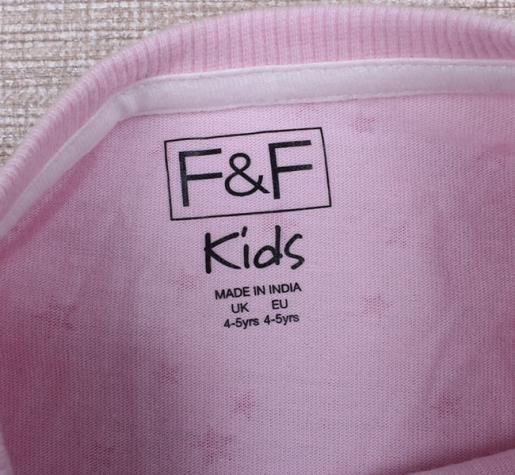 F&F
Kids
MADE IN INDIA
UK EU
4-5yrs 4-5yrs